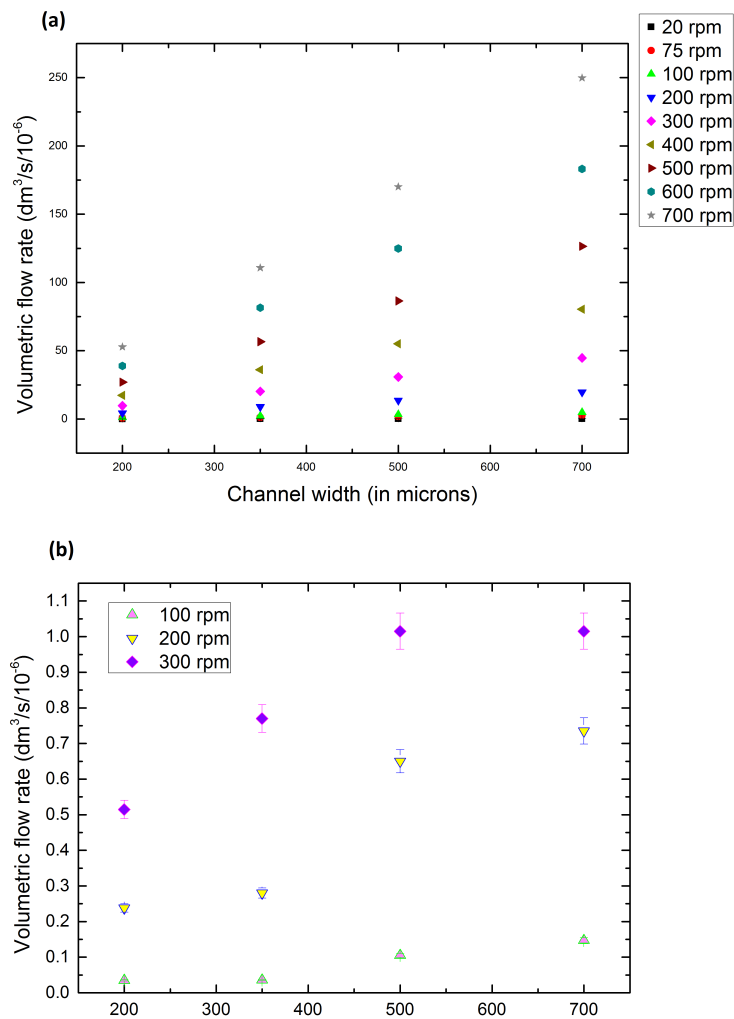 (a)
20 rpm
75 rpm
100 rpm
200 rpm
300 rpm
400 rpm
500 rpm
600 rpm
700 rpm
250
200
150
100
50
0
Volumetric flow rate (dm³/s/10⁻⁶)
200 300 400 500 600 700
Channel width (in microns)
(b)
100 rpm
200 rpm
300 rpm
1.1
1.0
0.9
0.8
0.7
0.6
0.5
0.4
0.3
0.2
0.1
0.0
Volumetric flow rate (dm³/s/10⁻⁶)
200 300 400 500 600 700